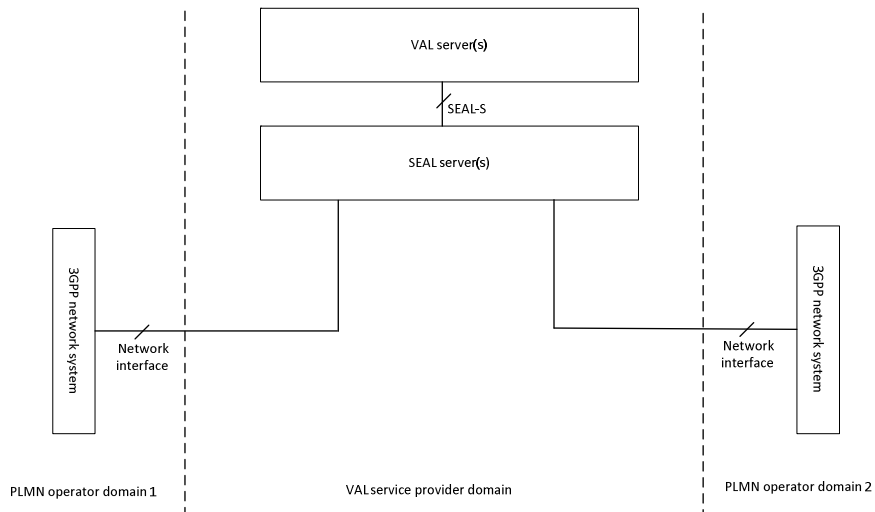 VAL server(s)
SEAL-S
SEAL server(s)
3GPP network system
Network
interface
3GPP network system
Network
interface
PLMN operator domain 1
VAL service provider domain
PLMN operator domain 2